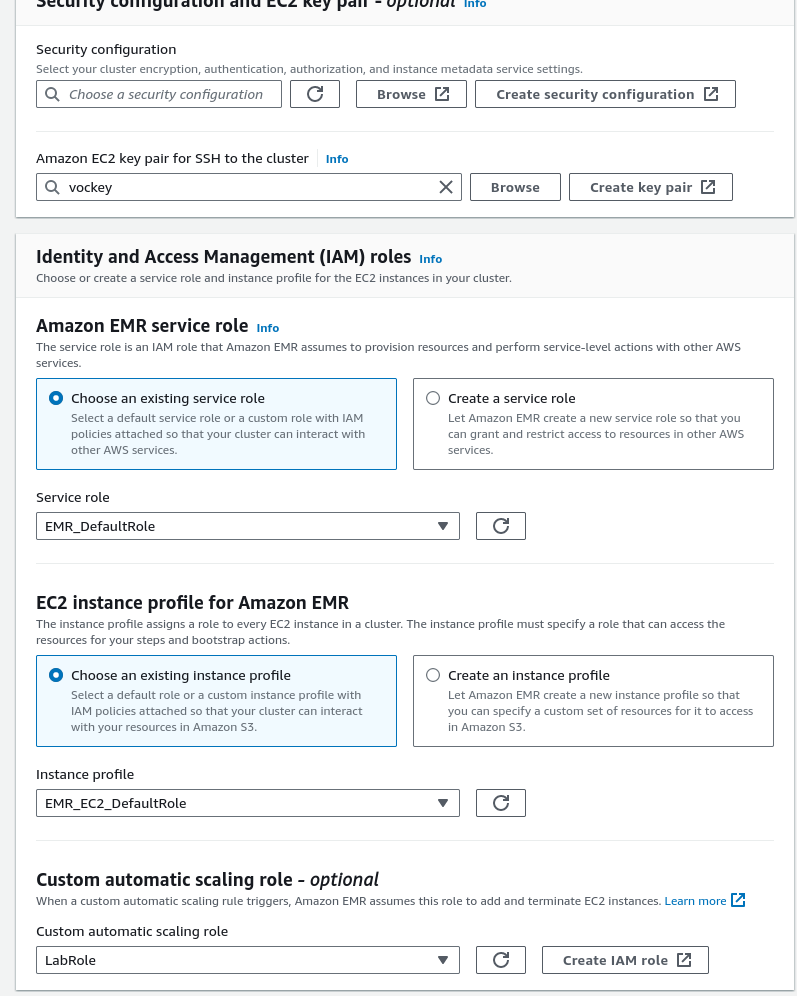 Security configuration and EC2 key pair - optional Info
Security configuration
Select your cluster encryption, authentication, authorization, and instance metadata service settings.
Choose a security configuration
Browse
Create security configuration
Amazon EC2 key pair for SSH to the cluster Info
vockey
Browse
Create key pair
Identity and Access Management (IAM) roles Info
Choose or create a service role and instance profile for the EC2 instances in your cluster.
Amazon EMR service role Info
The service role is an IAM role that Amazon EMR assumes to provision resources and perform service-level actions with other AWS
services.
Choose an existing service role
Select a default service role or a custom role with IAM
policies attached so that your cluster can interact with
other AWS services.
Create a service role
Let Amazon EMR create a new service role so that you
can grant and restrict access to resources in other AWS
services.
Service role
EMR_DefaultRole
EC2 instance profile for Amazon EMR
The instance profile assigns a role to every EC2 instance in a cluster. The instance profile must specify a role that can access the
resources for your steps and bootstrap actions.
Choose an existing instance profile
Select a default role or a custom instance profile with
IAM policies attached so that your cluster can interact
with your resources in Amazon S3.
Create an instance profile
Let Amazon EMR create a new instance profile so that
you can specify a custom set of resources for it to access
in Amazon S3.
Instance profile
EMR_EC2_DefaultRole
Custom automatic scaling role - optional
When a custom automatic scaling rule triggers, Amazon EMR assumes this role to add and terminate EC2 instances. Learn more
Custom automatic scaling role
LabRole
Create IAM role